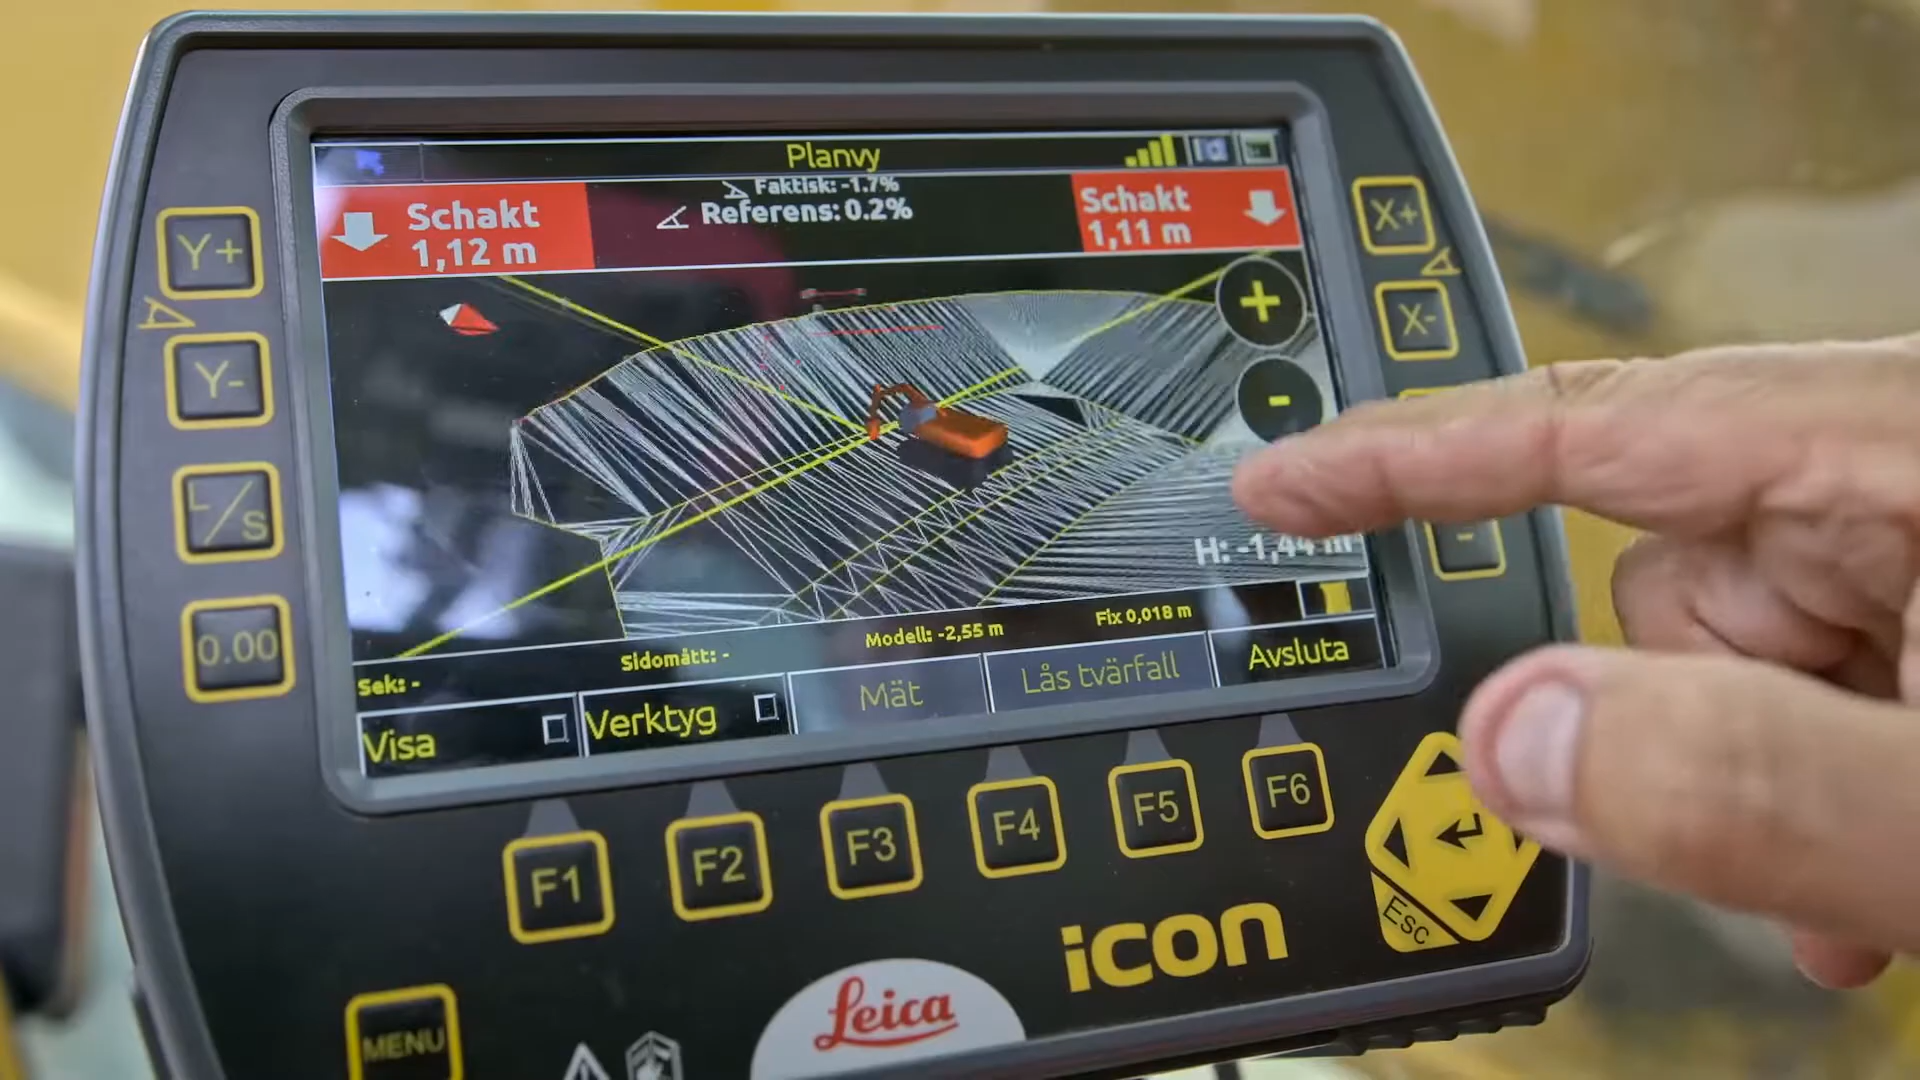 Planvy
Schakt
1,12 m
Faktisk: -1.7%
Referens: 0.2%
Schakt
1,11 m
+
-
H: -1,44 m
Sek: -
Sidomått: -
Modell: -2,55 m
Fix 0,018 m
Visa
Verktyg
Mät
Lås tvärfall
Avsluta
Y+
Y-
L/S
0.00
X+
X-
-
F1
F2
F3
F4
F5
F6
ESC
MENU
Leica
icon